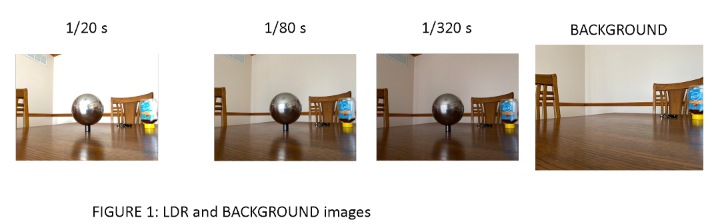 1/20 s
1/80 s
1/320 s
BACKGROUND
FIGURE 1: LDR and BACKGROUND images